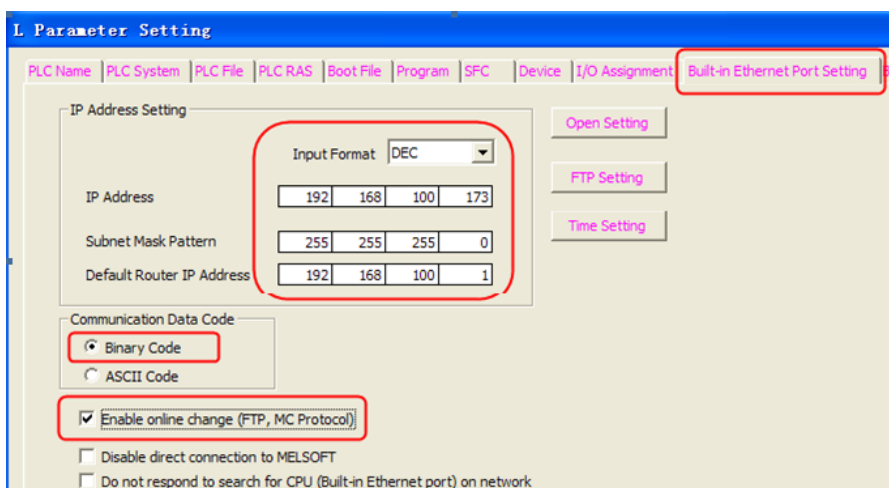 L Parameter Setting
PLC Name PLC System PLC File PLC RAS Boot File Program SFC Device I/O Assignment Built-in Ethernet Port Setting
IP Address Setting
Open Setting
Input Format DEC
FTP Setting
IP Address 192 168 100 173
Time Setting
Subnet Mask Pattern 255 255 255 0
Default Router IP Address 192 168 100 1
Communication Data Code
Binary Code
ASCII Code
Enable online change (FTP, MC Protocol)
Disable direct connection to MELSOFT
Do not respond to search for CPU (Built-in Ethernet port) on network